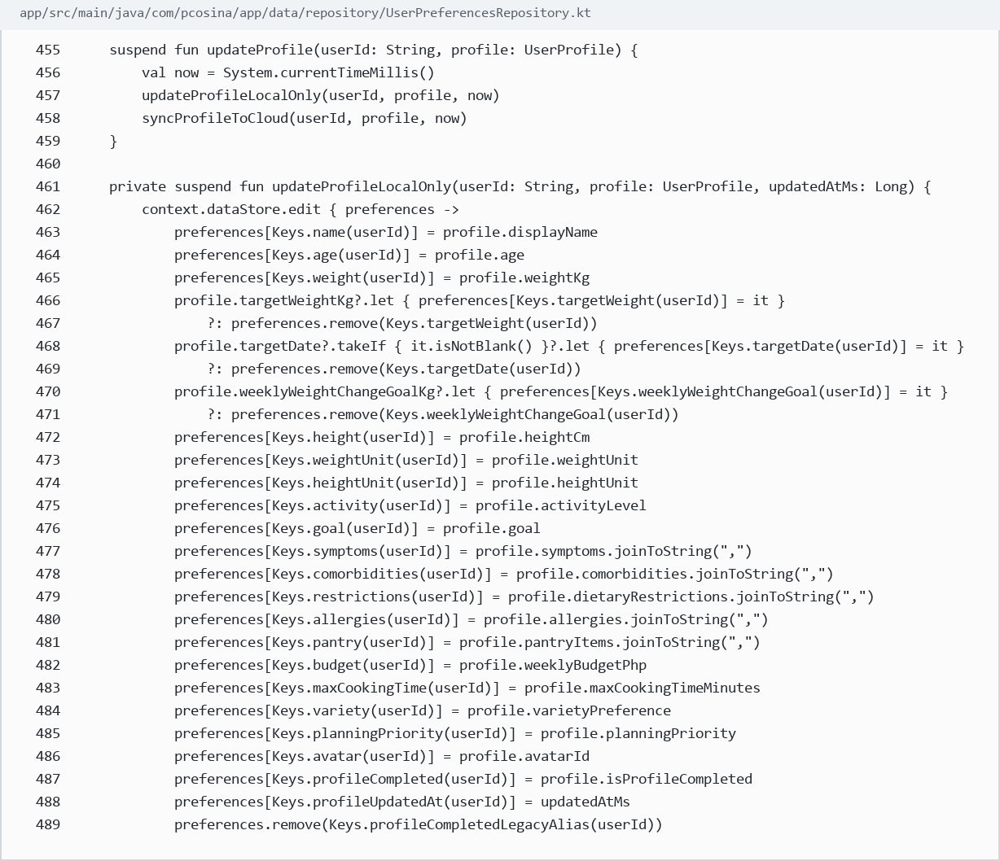 app/src/main/java/com/pcosina/app/data/repository/UserPreferencesRepository.kt
455      suspend fun updateProfile(userId: String, profile: UserProfile) {
456          val now = System.currentTimeMillis()
457          updateProfileLocalOnly(userId, profile, now)
458          syncProfileToCloud(userId, profile, now)
459      }
460
461      private suspend fun updateProfileLocalOnly(userId: String, profile: UserProfile, updatedAtMs: Long) {
462          context.dataStore.edit { preferences ->
463              preferences[Keys.name(userId)] = profile.displayName
464              preferences[Keys.age(userId)] = profile.age
465              preferences[Keys.weight(userId)] = profile.weightKg
466              profile.targetWeightKg?.let { preferences[Keys.targetWeight(userId)] = it }
467                  ?: preferences.remove(Keys.targetWeight(userId))
468              profile.targetDate?.takeIf { it.isNotBlank() }?.let { preferences[Keys.targetDate(userId)] = it }
469                  ?: preferences.remove(Keys.targetDate(userId))
470              profile.weeklyWeightChangeGoalKg?.let { preferences[Keys.weeklyWeightChangeGoal(userId)] = it }
471                  ?: preferences.remove(Keys.weeklyWeightChangeGoal(userId))
472              preferences[Keys.height(userId)] = profile.heightCm
473              preferences[Keys.weightUnit(userId)] = profile.weightUnit
474              preferences[Keys.heightUnit(userId)] = profile.heightUnit
475              preferences[Keys.activity(userId)] = profile.activityLevel
476              preferences[Keys.goal(userId)] = profile.goal
477              preferences[Keys.symptoms(userId)] = profile.symptoms.joinToString(",")
478              preferences[Keys.comorbidities(userId)] = profile.comorbidities.joinToString(",")
479              preferences[Keys.restrictions(userId)] = profile.dietaryRestrictions.joinToString(",")
480              preferences[Keys.allergies(userId)] = profile.allergies.joinToString(",")
481              preferences[Keys.pantry(userId)] = profile.pantryItems.joinToString(",")
482              preferences[Keys.budget(userId)] = profile.weeklyBudgetPhp
483              preferences[Keys.maxCookingTime(userId)] = profile.maxCookingTimeMinutes
484              preferences[Keys.variety(userId)] = profile.varietyPreference
485              preferences[Keys.planningPriority(userId)] = profile.planningPriority
486              preferences[Keys.avatar(userId)] = profile.avatarId
487              preferences[Keys.profileCompleted(userId)] = profile.isProfileCompleted
488              preferences[Keys.profileUpdatedAt(userId)] = updatedAtMs
489              preferences.remove(Keys.profileCompletedLegacyAlias(userId))